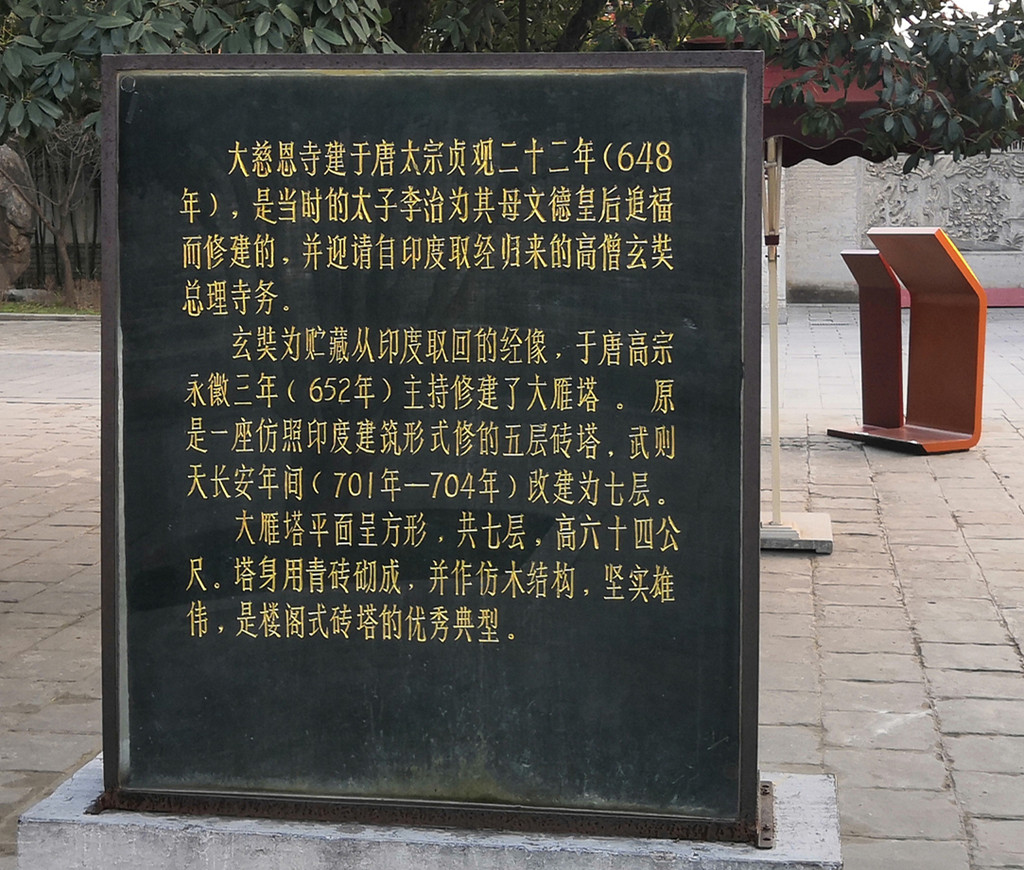 大慈恩寺建于唐太宗贞观二十二年(648
年),是当时的太子李治为其母文德皇后追福
而修建的,并迎请自印度取经归来的高僧玄奘
总理寺务。
玄奘为贮藏从印度取回的经像,于唐高宗
永徽三年(652年)主持修建了大雁塔。原
是一座仿照印度建筑形式修的五层砖塔,武则
天长安年间(701年—704年)改建为七层。
大雁塔平面呈方形,共七层,高六十四公
尺。塔身用青砖砌成,并作仿木结构,坚实雄
伟,是楼阁式砖塔的优秀典型。